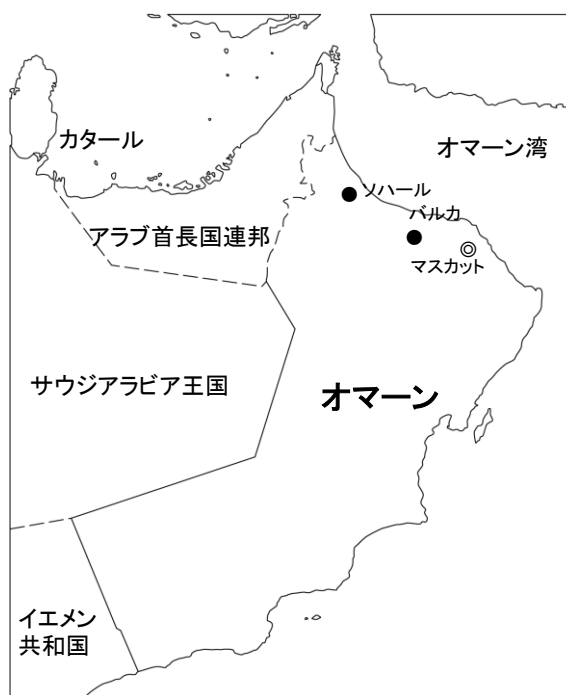 カタール
オマーン湾
ソハール
バルカ
アラブ首長国連邦
マスカット
サウジアラビア王国
オマーン
イエメン
共和国